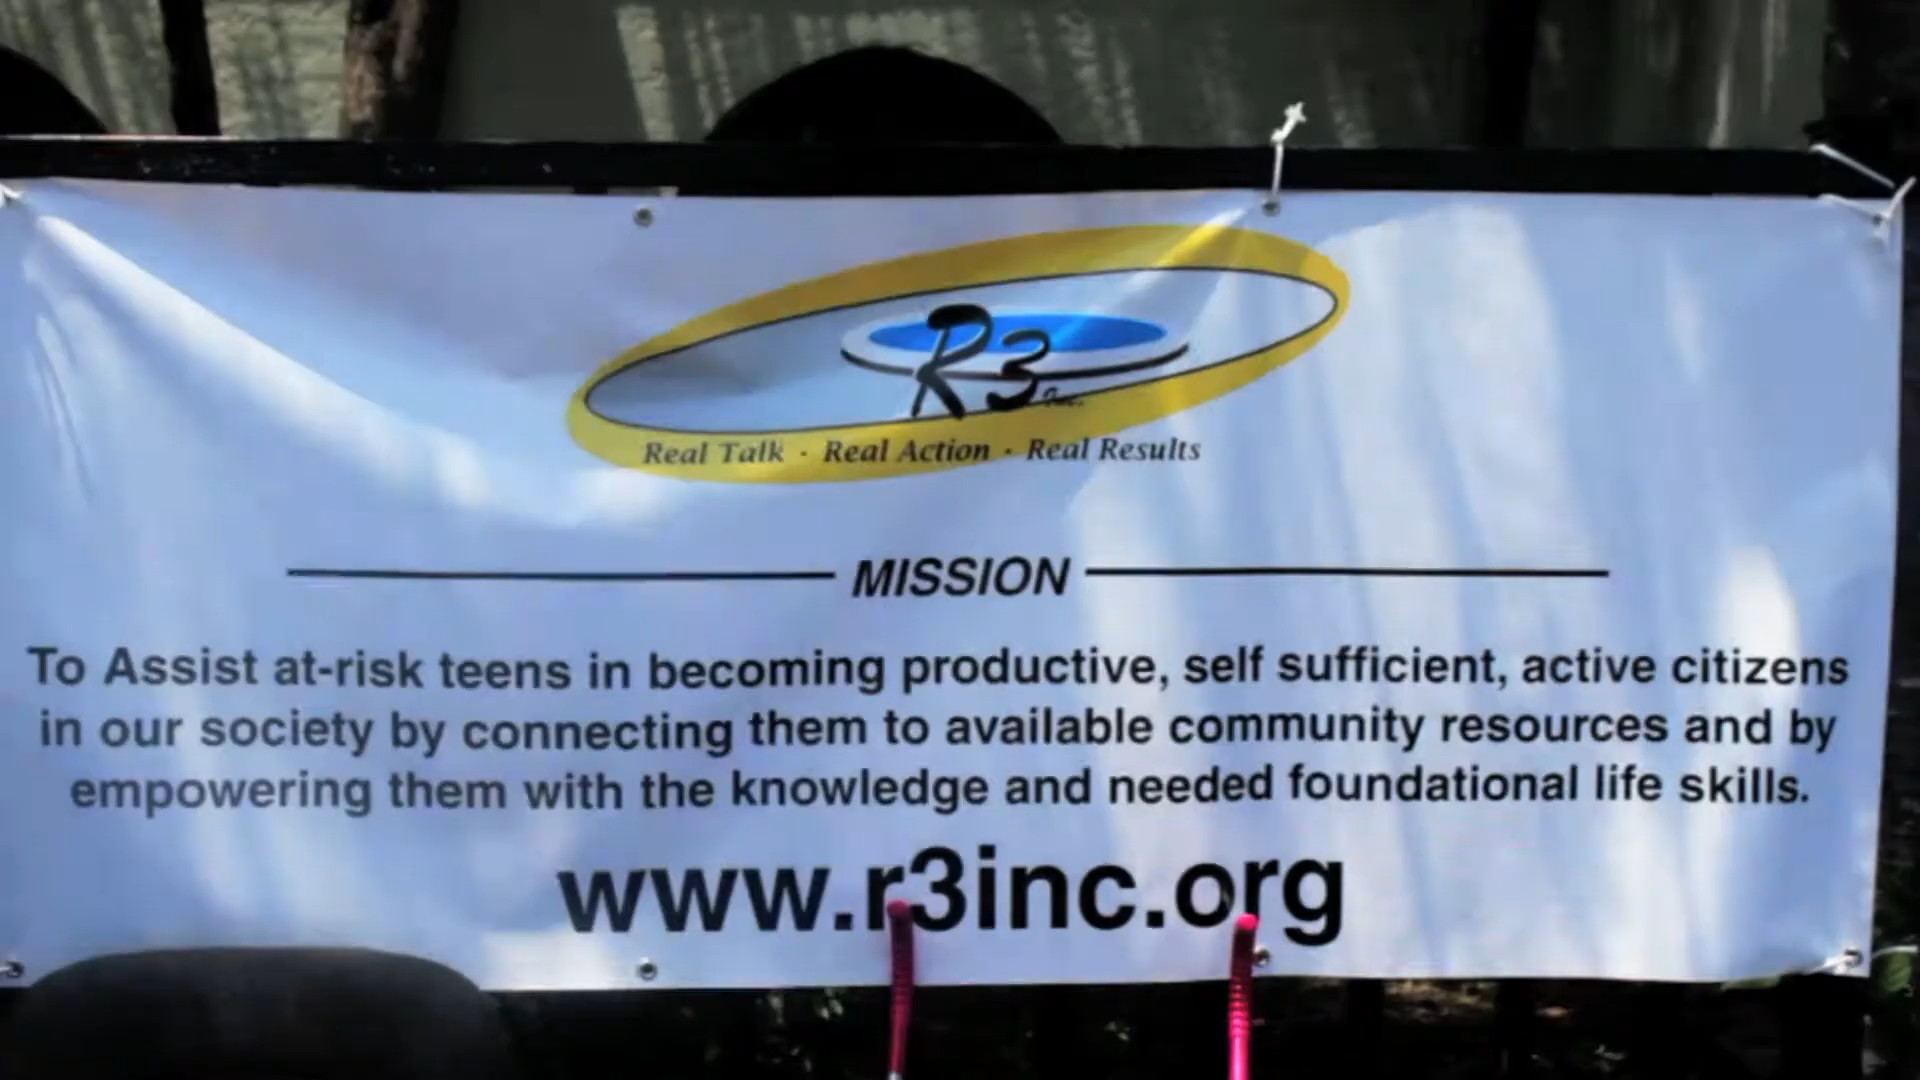 R3 Inc.
Real Talk · Real Action · Real Results
MISSION
To Assist at-risk teens in becoming productive, self sufficient, active citizens
in our society by connecting them to available community resources and by
empowering them with the knowledge and needed foundational life skills.
www.r3inc.org